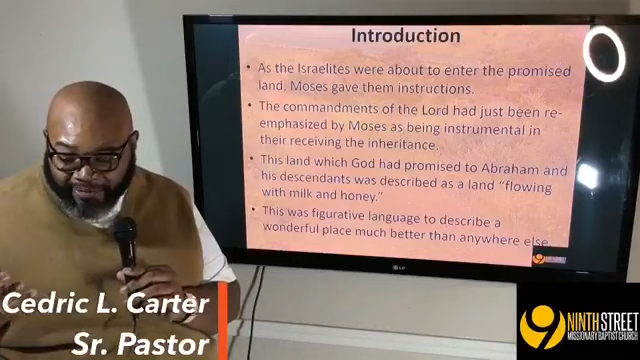 Introduction
• As the Israelites were about to enter the promised
land, Moses gave them instructions.
• The commandments of the Lord had just been re-
emphasized by Moses as being instrumental in
their receiving the inheritance.
• This land which God had promised to Abraham and
his descendants was described as a land “flowing
with milk and honey.”
• This was figurative language to describe a
wonderful place much better than anywhere else.
LG
Cedric L. Carter
Sr. Pastor
NINTH STREET
MISSIONARY BAPTIST CHURCH